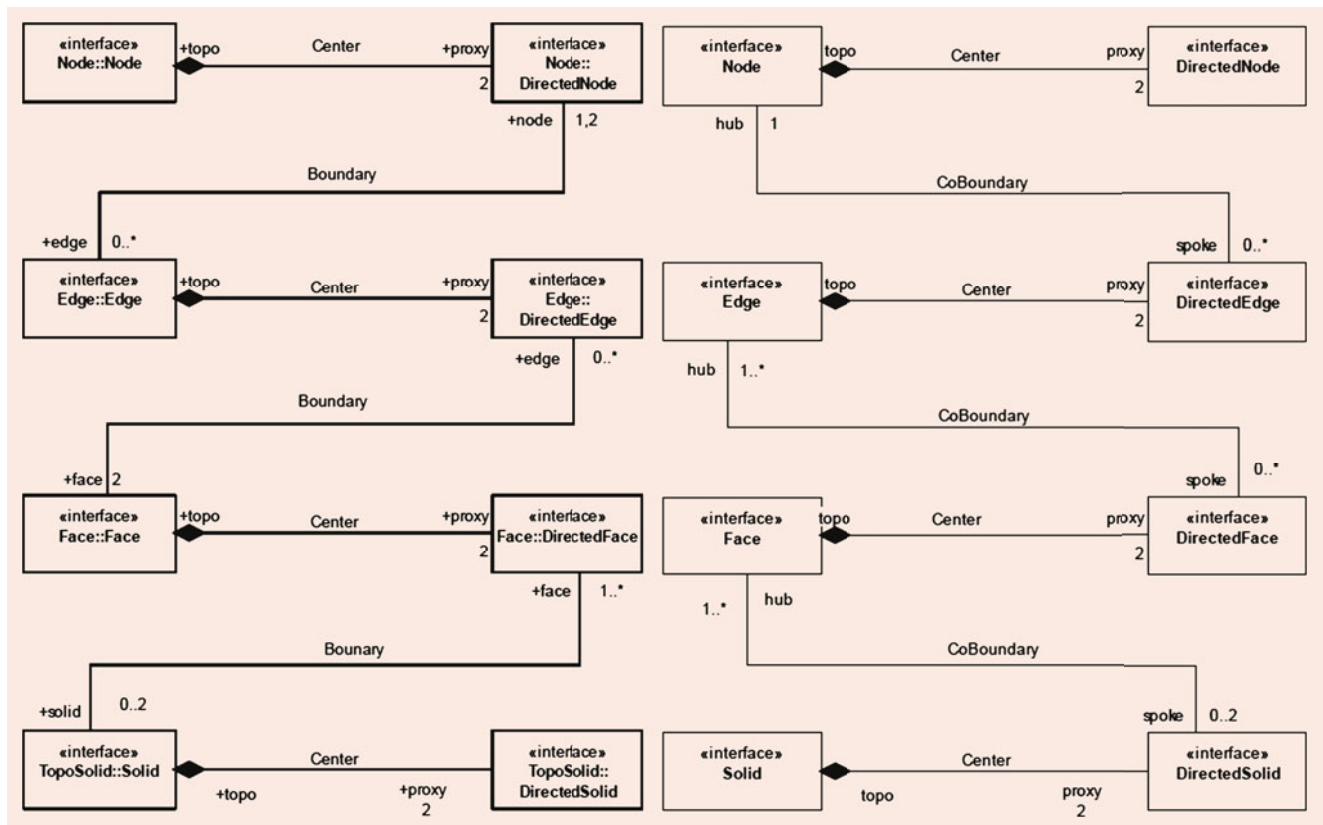 «interface»
Node::Node
+topo
Center
+proxy
2
«interface»
Node::
DirectedNode
+node
1,2
Boundary
+edge
0..*
«interface»
Edge::Edge
+topo
Center
+proxy
2
«interface»
Edge::
DirectedEdge
+edge
0..*
Boundary
+face
2
«interface»
Face::Face
+topo
Center
+proxy
2
«interface»
Face::DirectedFace
+face
1..*
Bounary
+solid
0..2
«interface»
TopoSolid::Solid
+topo
Center
+proxy
2
«interface»
TopoSolid::
DirectedSolid
«interface»
Node
topo
Center
proxy
2
«interface»
DirectedNode
hub
1
CoBoundary
spoke
0..*
«interface»
Edge
topo
Center
proxy
2
«interface»
DirectedEdge
hub
1..*
CoBoundary
spoke
0..*
«interface»
Face
topo
Center
proxy
2
«interface»
DirectedFace
1..*
hub
CoBoundary
spoke
0..2
«interface»
Solid
topo
Center
proxy
2
«interface»
DirectedSolid